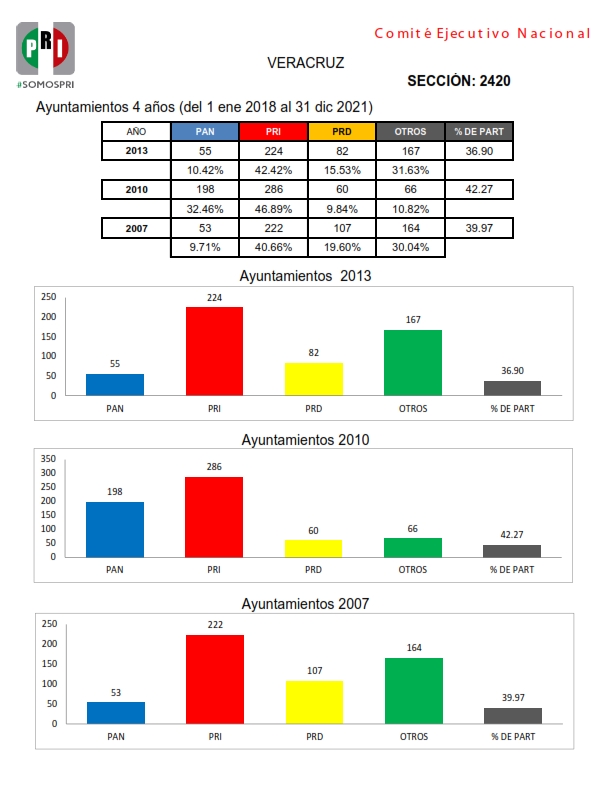 Comité Ejecutivo Nacional
PRI
#SOMOSPRI
VERACRUZ
SECCIÒN: 2420
Ayuntamientos 4 años (del 1 ene 2018 al 31 dic 2021)
AÑO PAN PRI PRD OTROS % DE PART
2013 55 224 82 167 36.90
10.42% 42.42% 15.53% 31.63%
2010 198 286 60 66 42.27
32.46% 46.89% 9.84% 10.82%
2007 53 222 107 164 39.97
9.71% 40.66% 19.60% 30.04%
Ayuntamientos 2013
250
200
150
100
50
0
55 224 82 167 36.90
PAN PRI PRD OTROS % DE PART
Ayuntamientos 2010
350
300
250
200
150
100
50
0
198 286 60 66 42.27
PAN PRI PRD OTROS % DE PART
Ayuntamientos 2007
250
200
150
100
50
0
53 222 107 164 39.97
PAN PRI PRD OTROS % DE PART